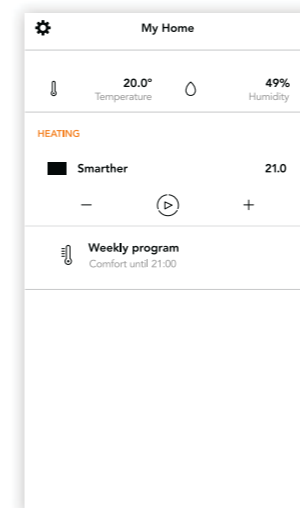 My Home
20.0° 49%
Temperature Humidity
HEATING
Smarther 21.0
− +
Weekly program
Comfort until 21:00